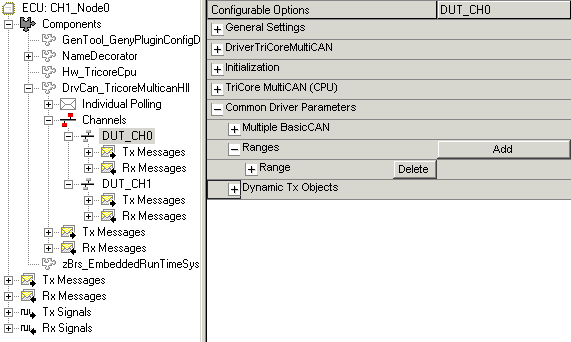 ECU: CH1_Node0
Components
GenTool_GenyPluginConfigD
NameDecorator
Hw_TricoreCpu
DrvCan_TricoreMulticanHll
Individual Polling
Channels
DUT_CH0
Tx Messages
Rx Messages
DUT_CH1
Tx Messages
Rx Messages
Tx Messages
Rx Messages
zBrs_EmbeddedRunTimeSys
Tx Messages
Rx Messages
Tx Signals
Rx Signals
Configurable Options DUT_CH0
General Settings
DriverTriCoreMultiCAN
Initialization
TriCore MultiCAN (CPU)
Common Driver Parameters
Multiple BasicCAN
Ranges Add
Range Delete
Dynamic Tx Objects